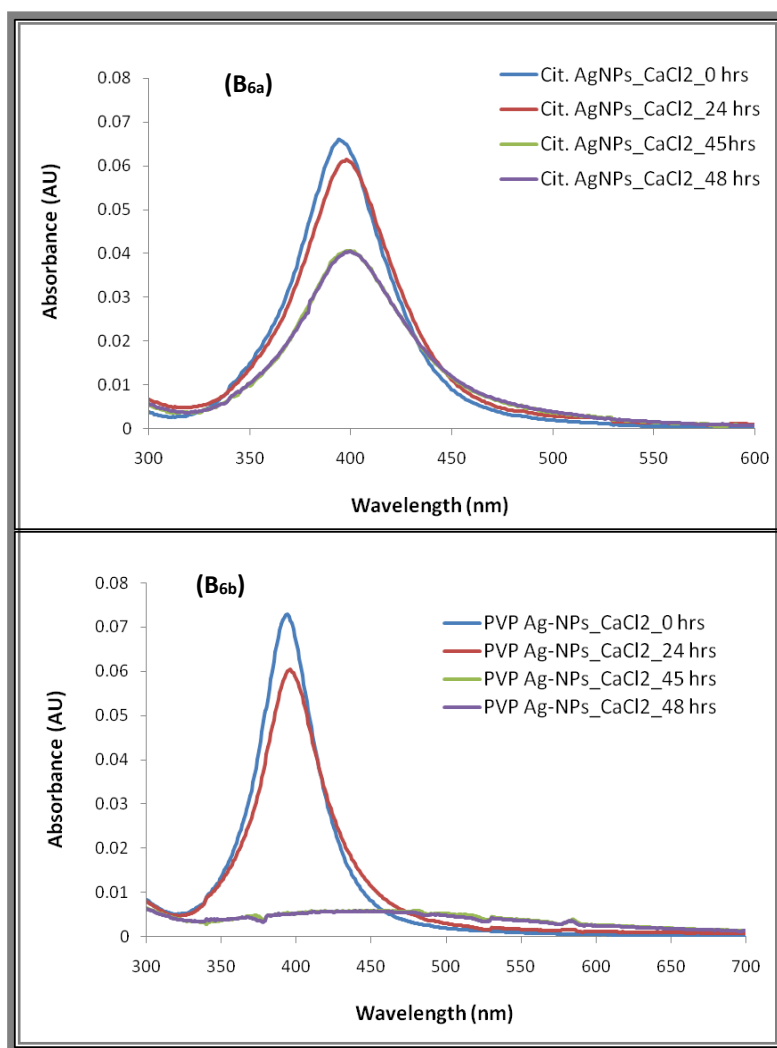 (B6a)
Cit. AgNPs_CaCl2_0 hrs
Cit. AgNPs_CaCl2_24 hrs
Cit. AgNPs_CaCl2_45hrs
Cit. AgNPs_CaCl2_48 hrs
Absorbance (AU)
0.08
0.07
0.06
0.05
0.04
0.03
0.02
0.01
0
300 350 400 450 500 550 600
Wavelength (nm)
(B6b)
PVP Ag-NPs_CaCl2_0 hrs
PVP Ag-NPs_CaCl2_24 hrs
PVP Ag-NPs_CaCl2_45 hrs
PVP Ag-NPs_CaCl2_48 hrs
Absorbance (AU)
0.08
0.07
0.06
0.05
0.04
0.03
0.02
0.01
0
300 350 400 450 500 550 600 650 700
Wavelength (nm)